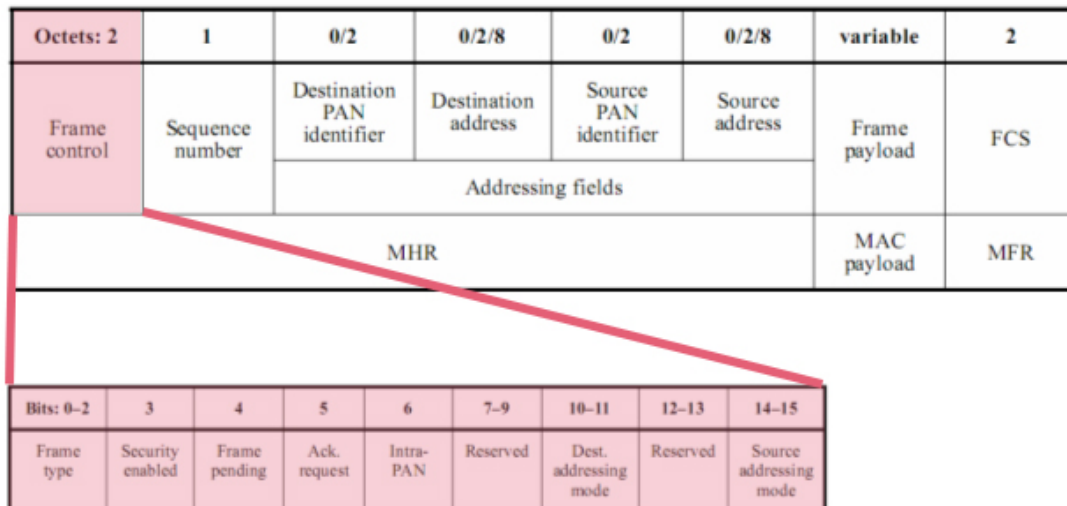 Octets: 2 1 0/2 0/2/8 0/2 0/2/8 variable 2
Frame control
Sequence number
Destination PAN identifier
Destination address
Source PAN identifier
Source address
Frame payload
FCS
Addressing fields
MHR
MAC payload
MFR
Bits: 0–2 3 4 5 6 7–9 10–11 12–13 14–15
Frame type
Security enabled
Frame pending
Ack. request
Intra-PAN
Reserved
Dest. addressing mode
Reserved
Source addressing mode